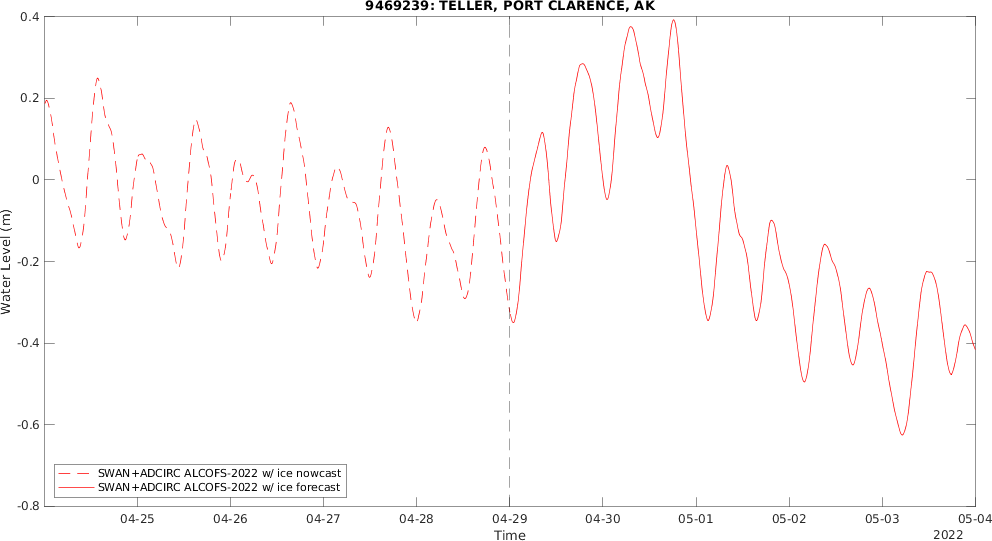 9469239: TELLER, PORT CLARENCE, AK
Water Level (m)
0.4
0.2
0
-0.2
-0.4
-0.6
-0.8
SWAN+ADCIRC ALCOFS-2022 w/ ice nowcast
SWAN+ADCIRC ALCOFS-2022 w/ ice forecast
04-25 04-26 04-27 04-28 04-29 04-30 05-01 05-02 05-03 05-04
Time
2022